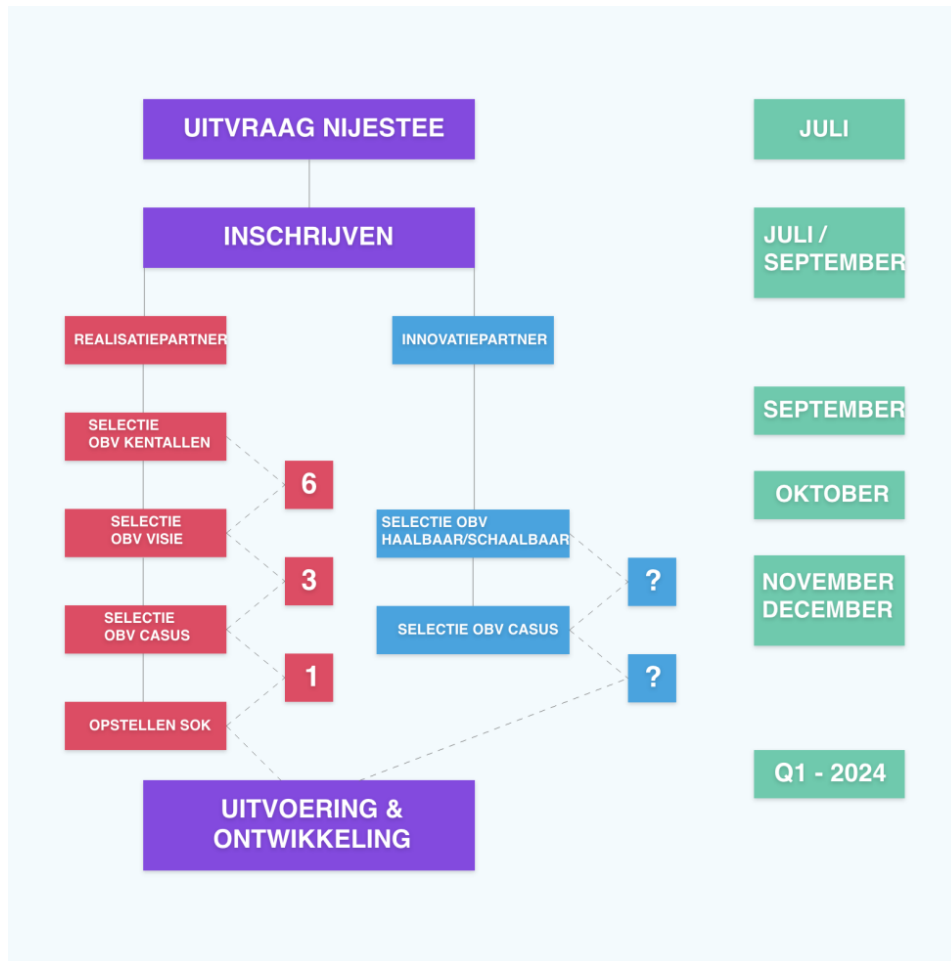 UITVRAAG NIJESTEE
JULI
INSCHRIJVEN
JULI /
SEPTEMBER
REALISATIEPARTNER
INNOVATIEPARTNER
SEPTEMBER
SELECTIE
OBV KENTALLEN
6
OKTOBER
SELECTIE
OBV VISIE
SELECTIE OBV
HAALBAAR/SCHAALBAAR
3
?
NOVEMBER
DECEMBER
SELECTIE
OBV CASUS
SELECTIE OBV CASUS
1
?
OPSTELLEN SOK
Q1 - 2024
UITVOERING &
ONTWIKKELING